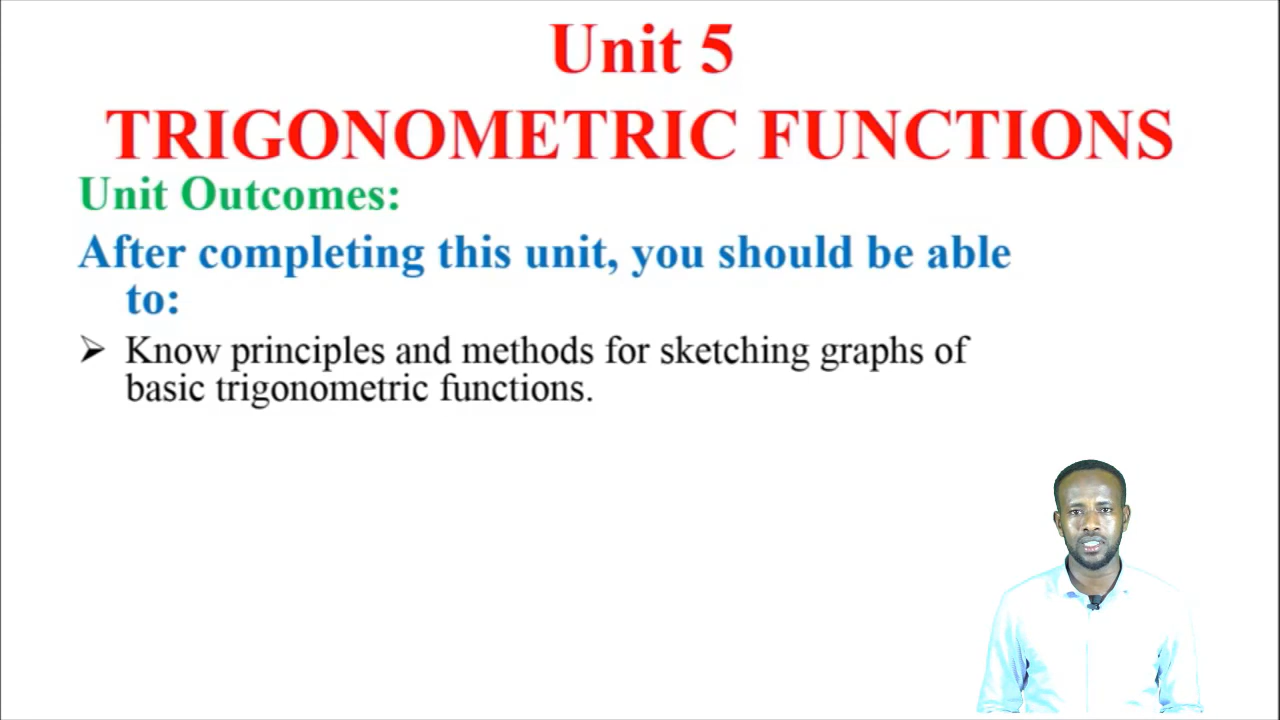 Unit 5
TRIGONOMETRIC FUNCTIONS
Unit Outcomes:
After completing this unit, you should be able
to:
➢ Know principles and methods for sketching graphs of
basic trigonometric functions.